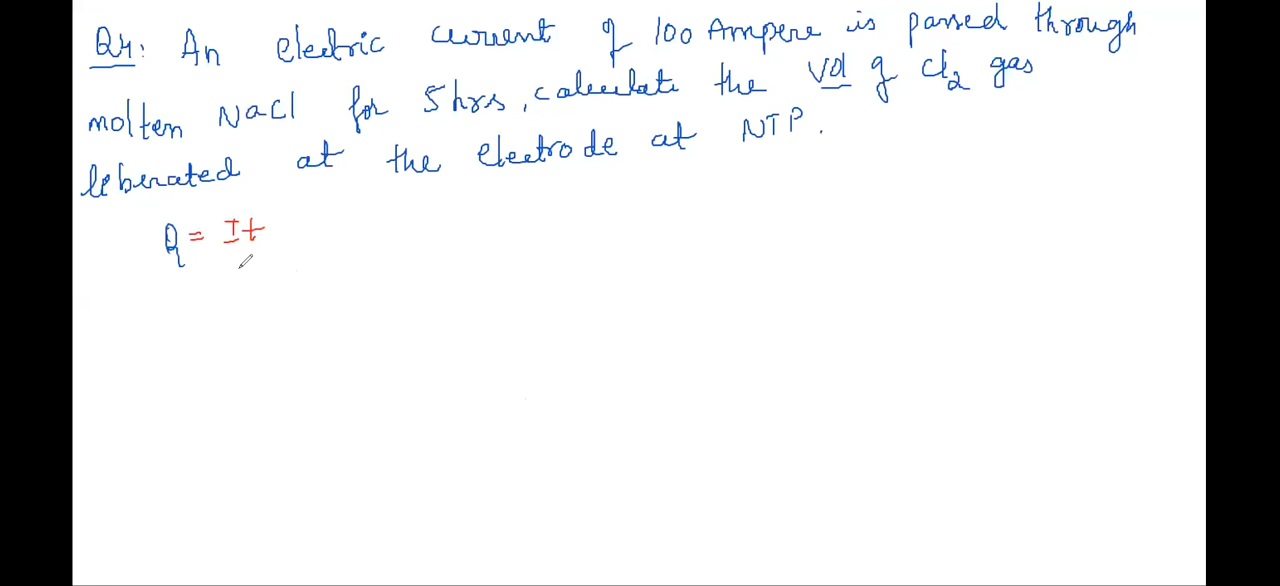 Q4: An electric current of 100 Ampere is passed through
molten NaCl for 5hrs, calculate the Vol of Cl2 gas
liberated at the electrode at NTP.
Q = It